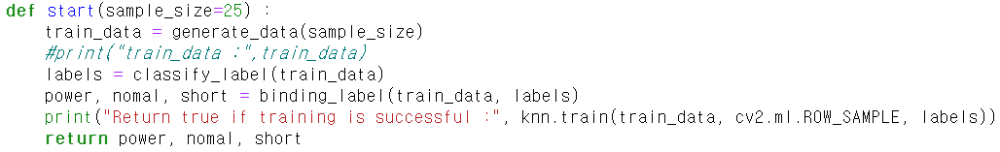 def start(sample_size=25) :
    train_data = generate_data(sample_size)
    #print("train_data :",train_data)
    labels = classify_label(train_data)
    power, nomal, short = binding_label(train_data, labels)
    print("Return true if training is successful :", knn.train(train_data, cv2.ml.ROW_SAMPLE, labels))
    return power, nomal, short